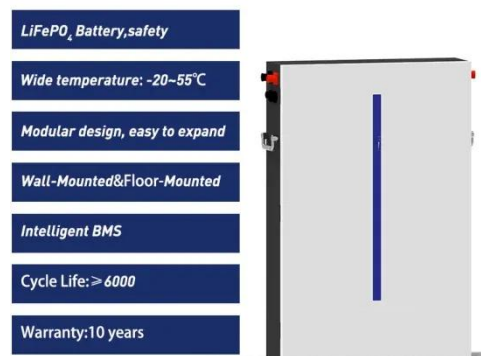 LiFePO₄ Battery,safety
Wide temperature: -20~55℃
Modular design, easy to expand
Wall-Mounted&Floor-Mounted
Intelligent BMS
Cycle Life:≥6000
Warranty:10 years